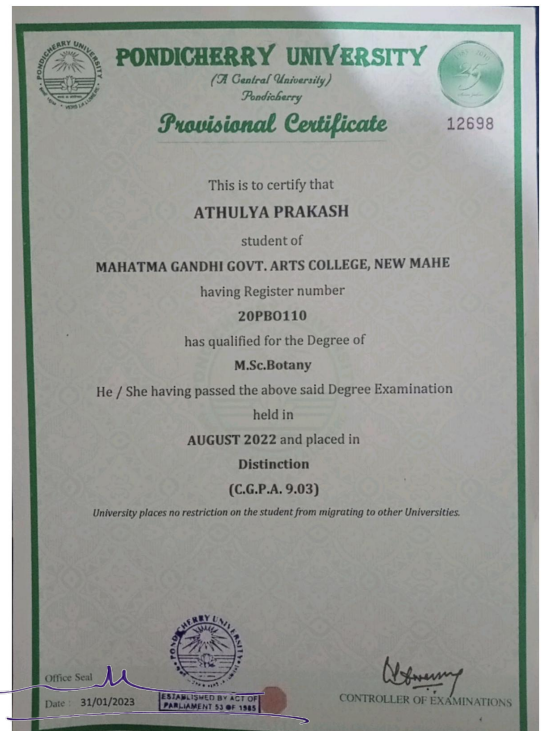 PONDICHERRY UNIVERSITY
(A Central University)
Pondicherry
Provisional Certificate
12698
This is to certify that
ATHULYA PRAKASH
student of
MAHATMA GANDHI GOVT. ARTS COLLEGE, NEW MAHE
having Register number
20PBO110
has qualified for the Degree of
M.Sc.Botany
He / She having passed the above said Degree Examination
held in
AUGUST 2022 and placed in
Distinction
(C.G.P.A. 9.03)
University places no restriction on the student from migrating to other Universities.
PONDICHERRY UNIVERSITY
Office Seal
Date : 31/01/2023
ESTABLISHED BY ACT OF
PARLIAMENT 53 OF 1985
CONTROLLER OF EXAMINATIONS